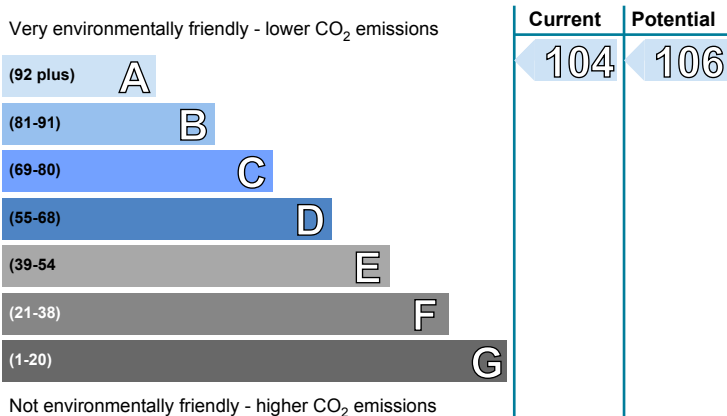 Very environmentally friendly - lower CO₂ emissions
Current Potential
(92 plus) A 104 106
(81-91) B
(69-80) C
(55-68) D
(39-54 E
(21-38) F
(1-20) G
Not environmentally friendly - higher CO₂ emissions